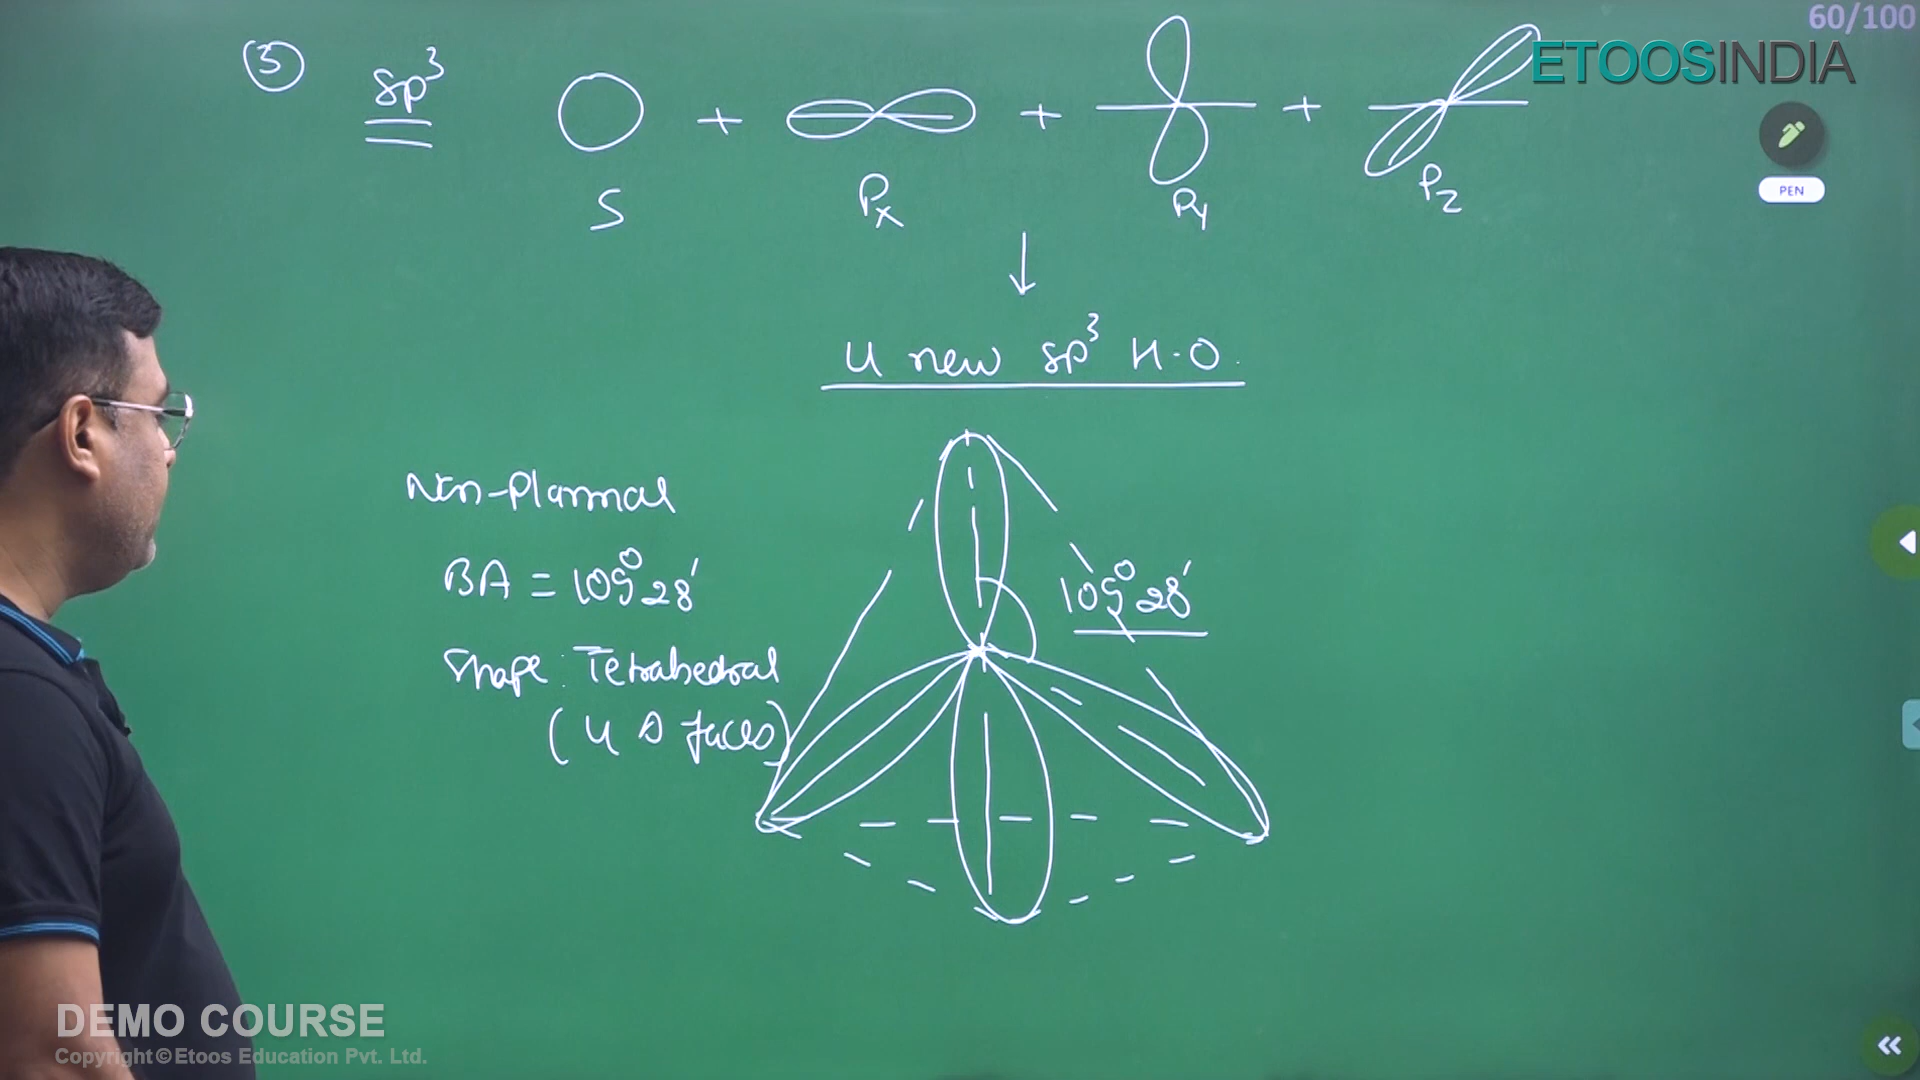 60/100
ETOOSINDIA
③ sp³
+ + +
S Px Py Pz
PEN
↓
4 new sp³ H.O.
Non-Plannar
BA = 109°28'
109°28'
Shape : Tetrahedral
(4 Δ faces)
DEMO COURSE
Copyright©Etoos Education Pvt. Ltd.